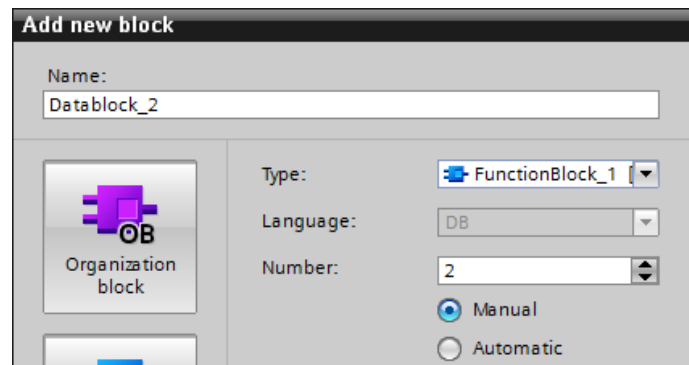 Add new block
Name:
Datablock_2
Type: FunctionBlock_1 [
Language: DB
Number: 2
Manual
Automatic
OB
Organization
block